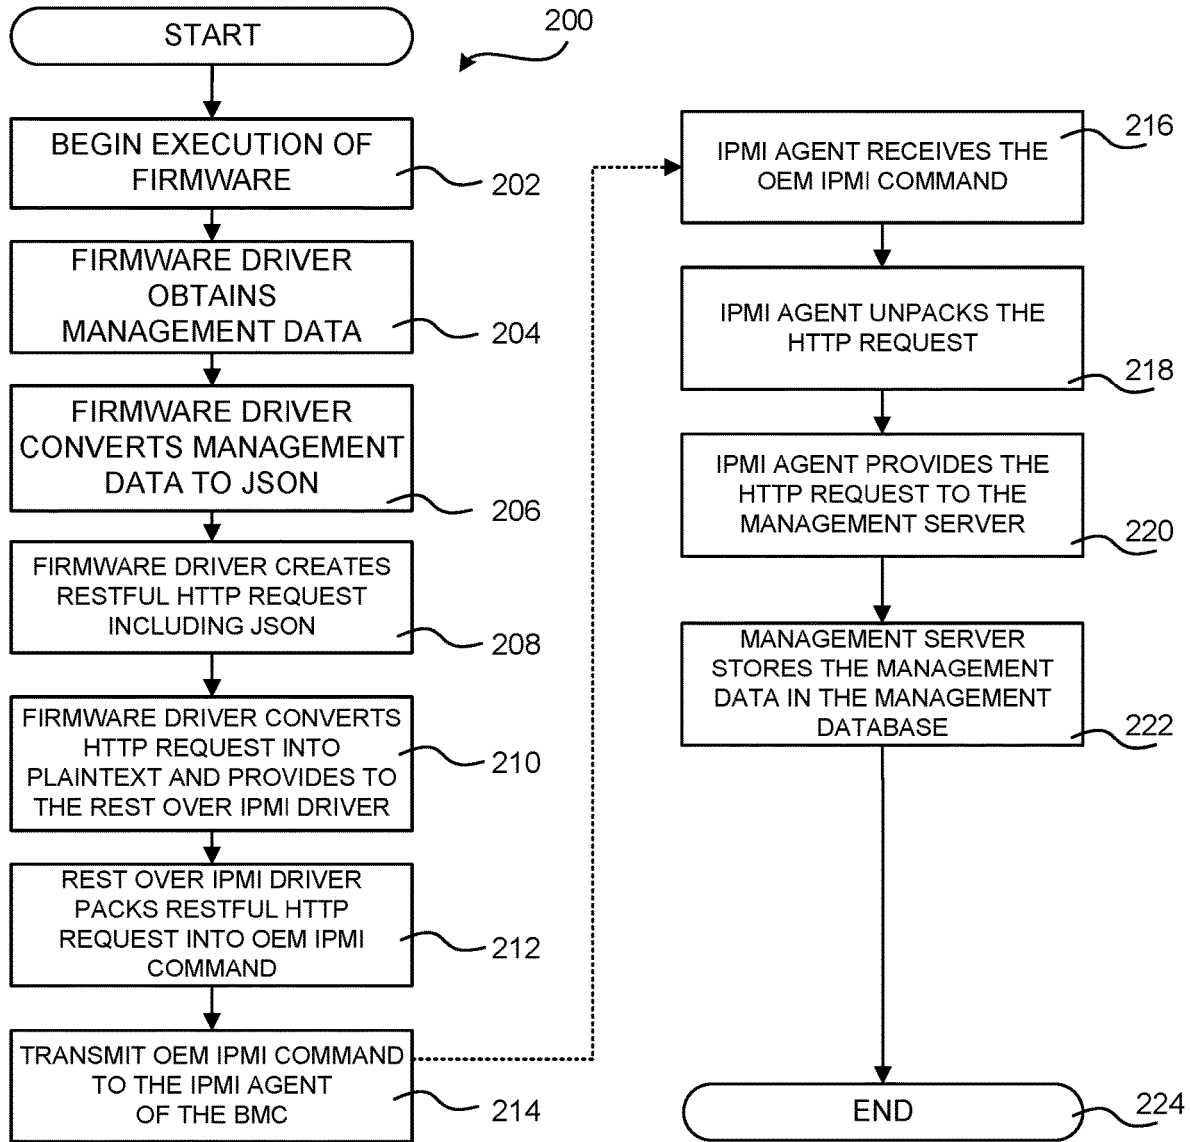 START
200
BEGIN EXECUTION OF
FIRMWARE
202
FIRMWARE DRIVER
OBTAINS
MANAGEMENT DATA
204
FIRMWARE DRIVER
CONVERTS MANAGEMENT
DATA TO JSON
206
FIRMWARE DRIVER CREATES
RESTFUL HTTP REQUEST
INCLUDING JSON
208
FIRMWARE DRIVER CONVERTS
HTTP REQUEST INTO
PLAINTEXT AND PROVIDES TO
THE REST OVER IPMI DRIVER
210
REST OVER IPMI DRIVER
PACKS RESTFUL HTTP
REQUEST INTO OEM IPMI
COMMAND
212
TRANSMIT OEM IPMI COMMAND
TO THE IPMI AGENT
OF THE BMC
214
IPMI AGENT RECEIVES THE
OEM IPMI COMMAND
216
IPMI AGENT UNPACKS THE
HTTP REQUEST
218
IPMI AGENT PROVIDES THE
HTTP REQUEST TO THE
MANAGEMENT SERVER
220
MANAGEMENT SERVER
STORES THE MANAGEMENT
DATA IN THE MANAGEMENT
DATABASE
222
END
224